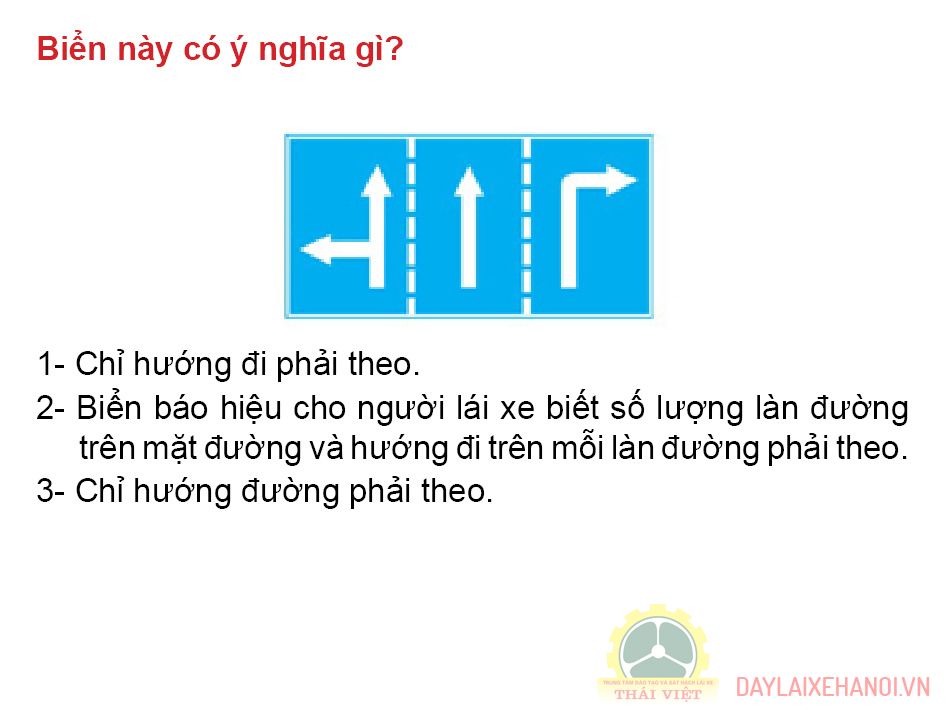 Biển này có ý nghĩa gì?
1- Chỉ hướng đi phải theo.
2- Biển báo hiệu cho người lái xe biết số lượng làn đường
trên mặt đường và hướng đi trên mỗi làn đường phải theo.
3- Chỉ hướng đường phải theo.
TRUNG TÂM ĐÀO TẠO VÀ SÁT HẠCH LÁI XE
THÁI VIỆT
DAYLAIXEHANOI.VN